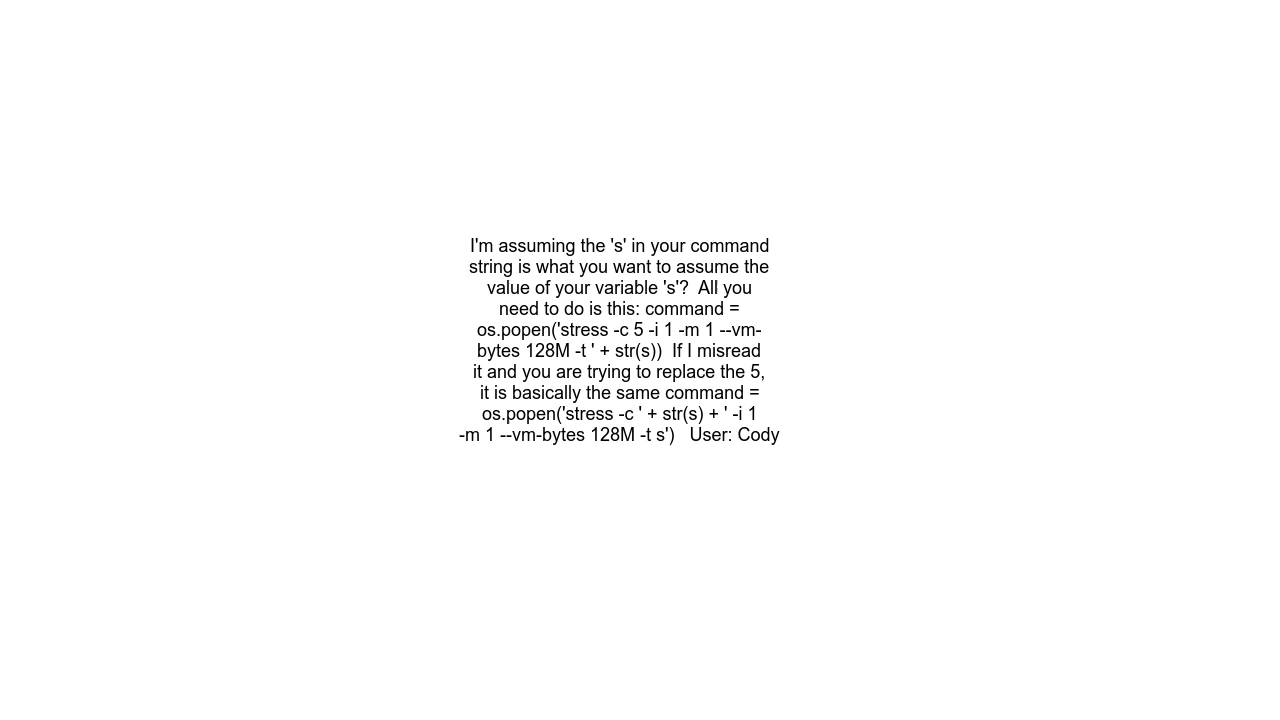 I'm assuming the 's' in your command
string is what you want to assume the
value of your variable 's'?  All you
need to do is this: command =
os.popen('stress -c 5 -i 1 -m 1 --vm-
bytes 128M -t ' + str(s))  If I misread
it and you are trying to replace the 5,
it is basically the same command =
os.popen('stress -c ' + str(s) + ' -i 1
-m 1 --vm-bytes 128M -t s')   User: Cody